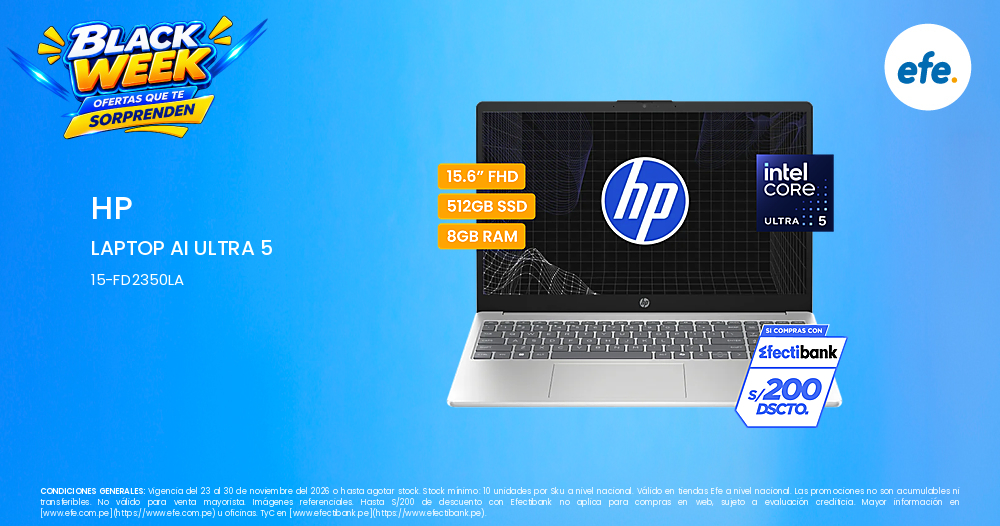 BLACK
WEEK
OFERTAS QUE TE
SORPRENDEN
efe.
HP
LAPTOP AI ULTRA 5
15-FD2350LA
15.6” FHD
512GB SSD
8GB RAM
hp
intel
CORE
ULTRA 5
hp
SI COMPRAS CON
Efectibank
S/200
DSCTO.
CONDICIONES GENERALES: Vigencia del 23 al 30 de noviembre del 2026 o hasta agotar stock. Stock minimo: 10 unidades por Sku a nivel nacional. Válido en tiendas Efe a nivel nacional. Las promociones no son acumulables ni
transferibles. No válido para venta mayorista. Imágenes referenciales. Hasta S/200 de descuento con Efectibank no aplica para compras en web, sujeto a evaluación crediticia. Mayor información en
[www.efe.com.pe](https://www.efe.com.pe) u oficinas. TyC en [www.efectibank.pe](https://www.efectibank.pe).